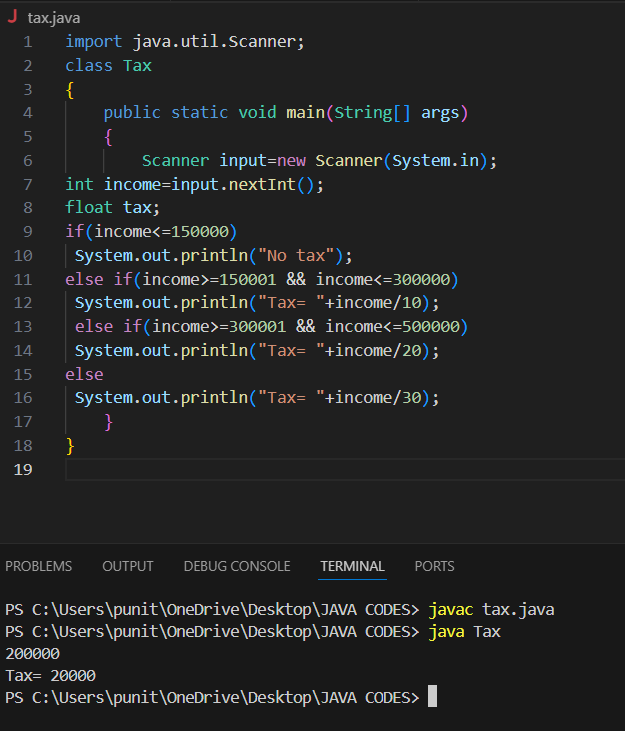 J tax.java
1 import java.util.Scanner;
2 class Tax
3 {
4 public static void main(String[] args)
5 {
6 Scanner input=new Scanner(System.in);
7 int income=input.nextInt();
8 float tax;
9 if(income<=150000)
10 System.out.println("No tax");
11 else if(income>=150001 && income<=300000)
12 System.out.println("Tax= "+income/10);
13 else if(income>=300001 && income<=500000)
14 System.out.println("Tax= "+income/20);
15 else
16 System.out.println("Tax= "+income/30);
17 }
18 }
19
PROBLEMS OUTPUT DEBUG CONSOLE TERMINAL PORTS
PS C:\Users\punit\OneDrive\Desktop\JAVA CODES> javac tax.java
PS C:\Users\punit\OneDrive\Desktop\JAVA CODES> java Tax
200000
Tax= 20000
PS C:\Users\punit\OneDrive\Desktop\JAVA CODES>